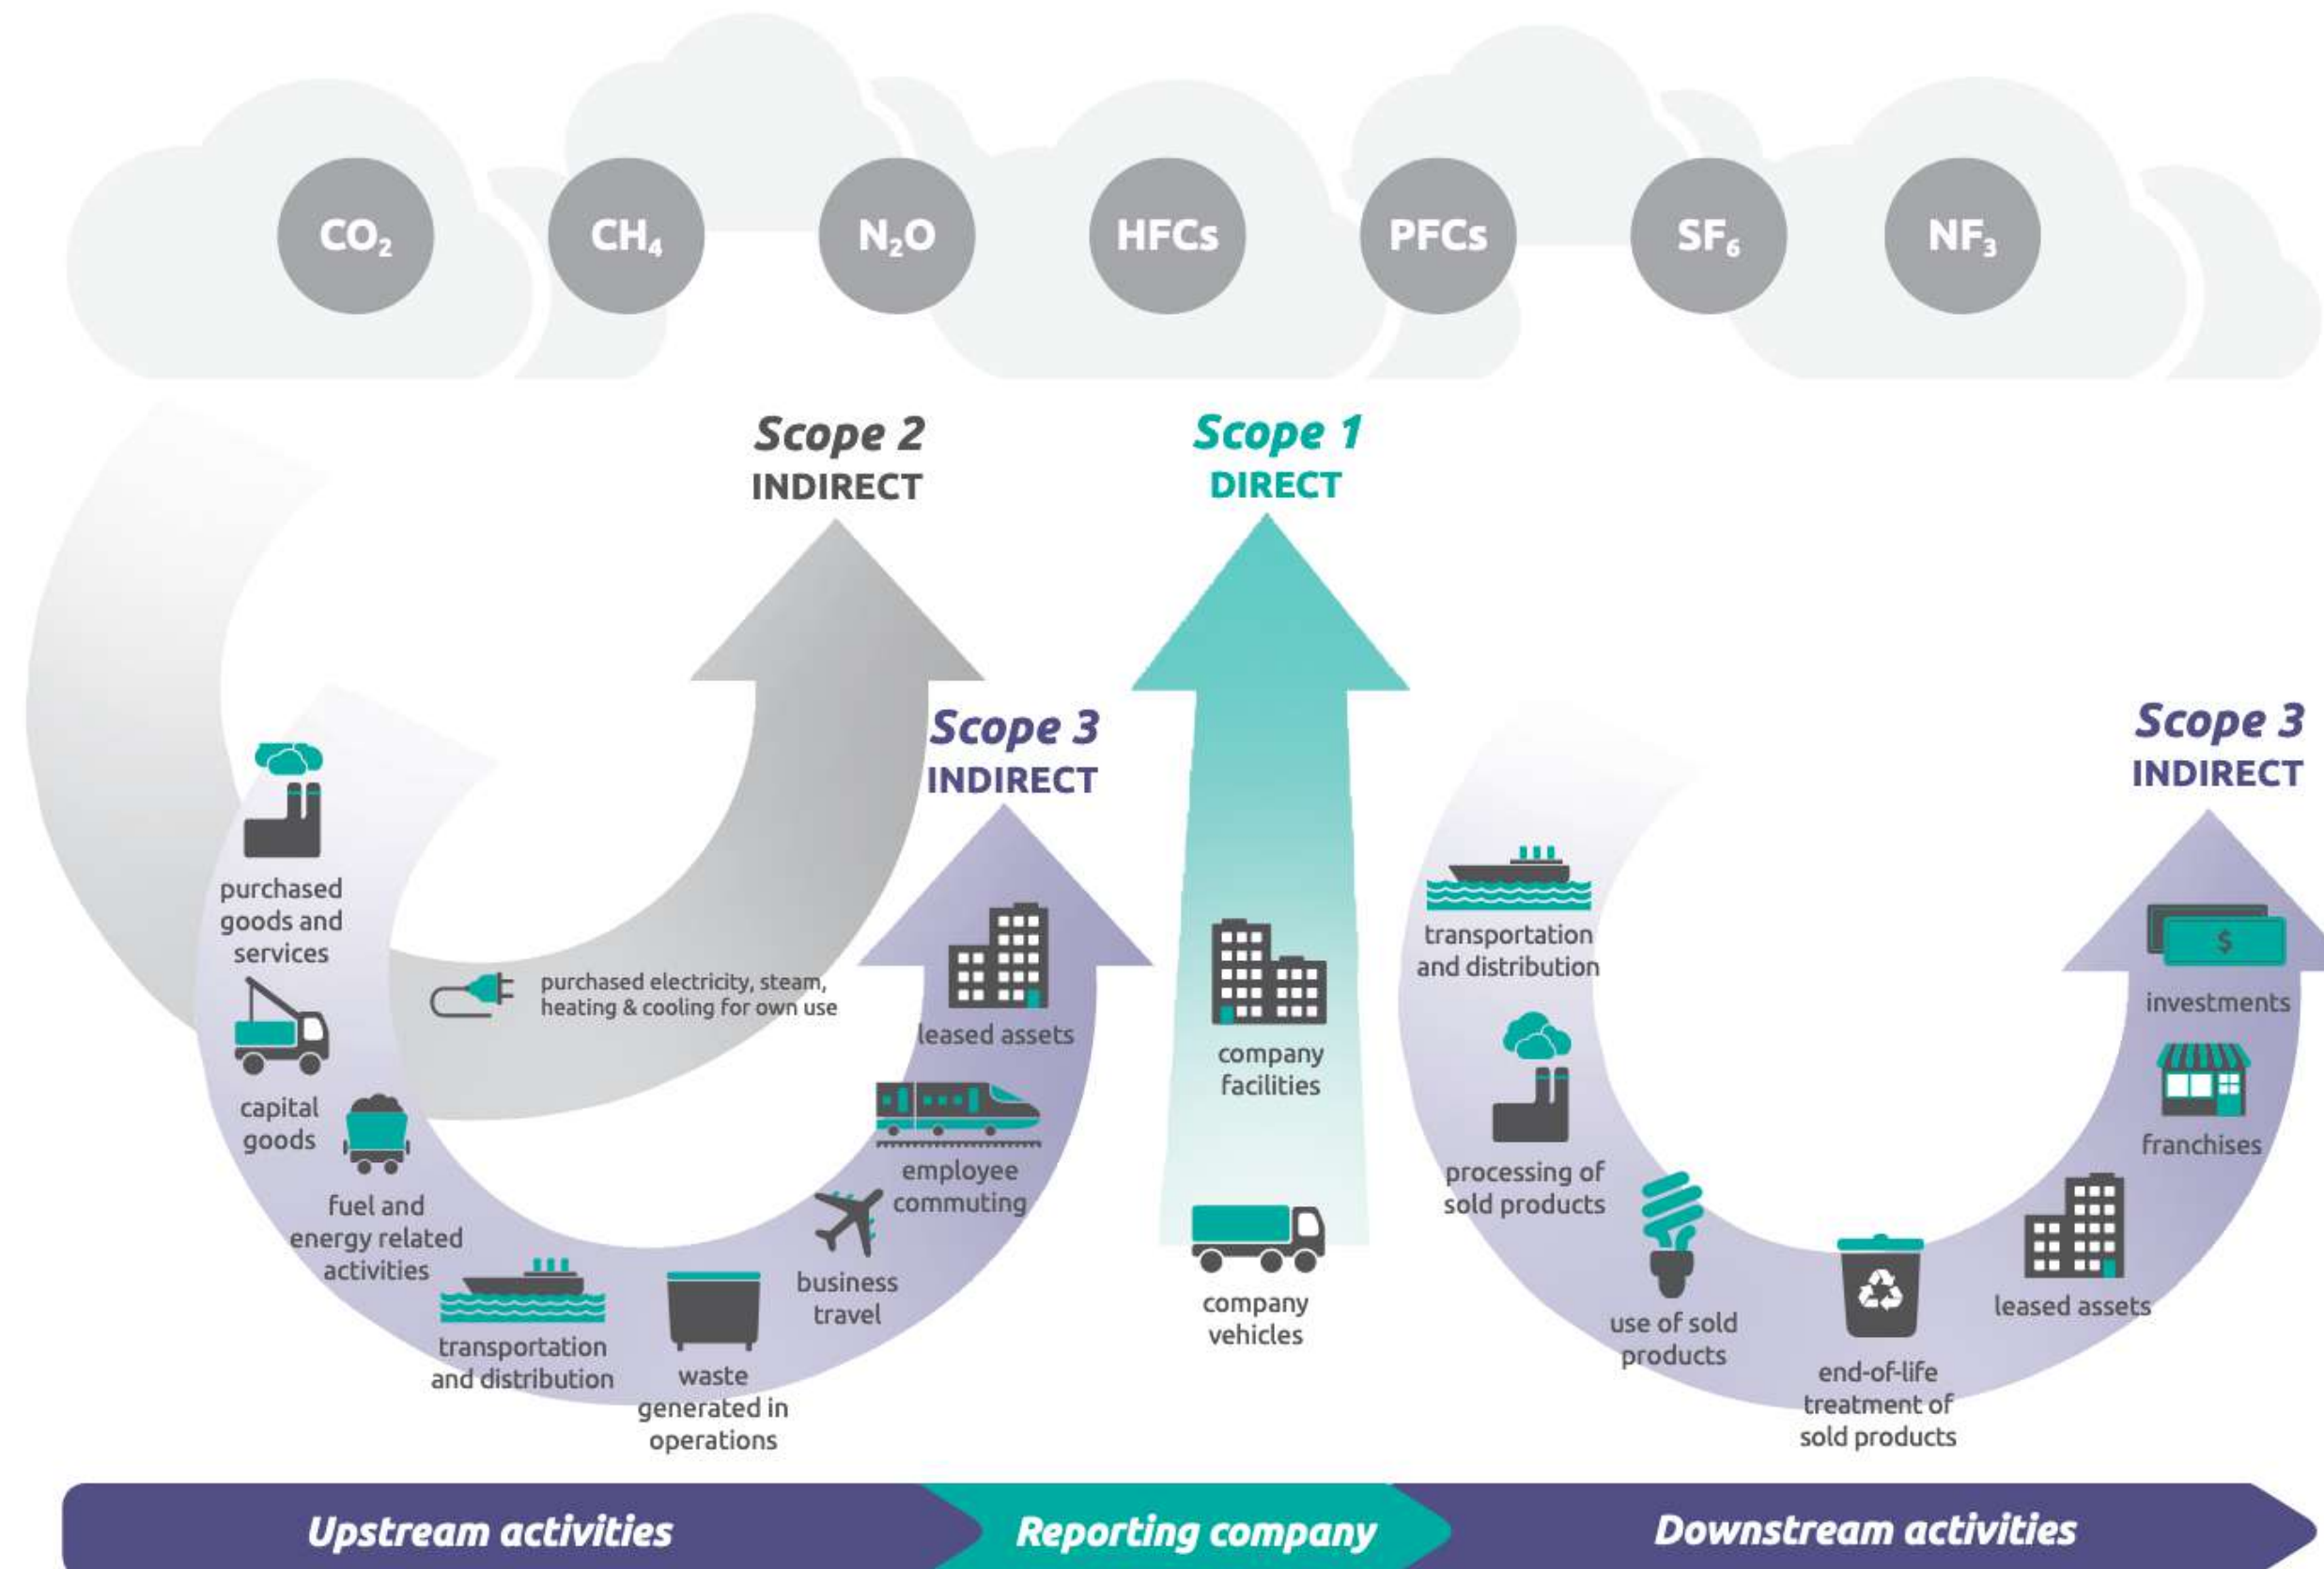 CO₂
CH₄
N₂O
HFCs
PFCs
SF₆
NF₃
Scope 2
INDIRECT
Scope 1
DIRECT
Scope 3
INDIRECT
Scope 3
INDIRECT
purchased
goods and
services
capital
goods
fuel and
energy related
activities
purchased electricity, steam,
heating & cooling for own use
transportation
and distribution
waste
generated in
operations
business
travel
employee
commuting
leased assets
company
facilities
company
vehicles
transportation
and distribution
processing of
sold products
use of sold
products
end-of-life
treatment of
sold products
leased assets
franchises
$
investments
Upstream activities
Reporting company
Downstream activities